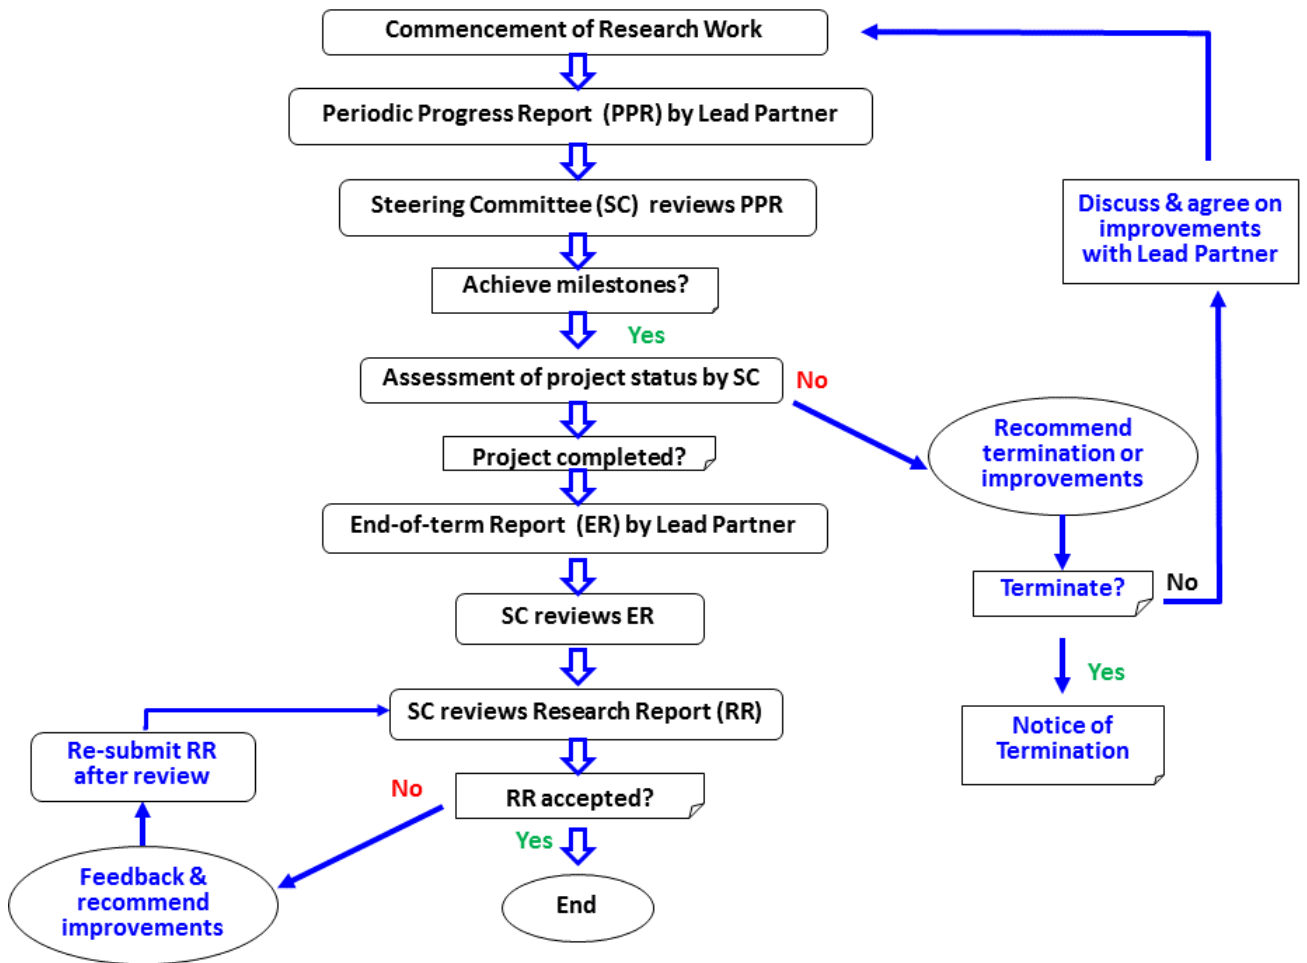 Commencement of Research Work
Periodic Progress Report (PPR) by Lead Partner
Steering Committee (SC) reviews PPR
Discuss & agree on
improvements
with Lead Partner
Achieve milestones?
Yes
Assessment of project status by SC
No
Recommend
termination or
improvements
Project completed?
End-of-term Report (ER) by Lead Partner
Terminate?
No
SC reviews ER
Yes
SC reviews Research Report (RR)
Notice of
Termination
Re-submit RR
after review
No
RR accepted?
Yes
Feedback &
recommend
improvements
End